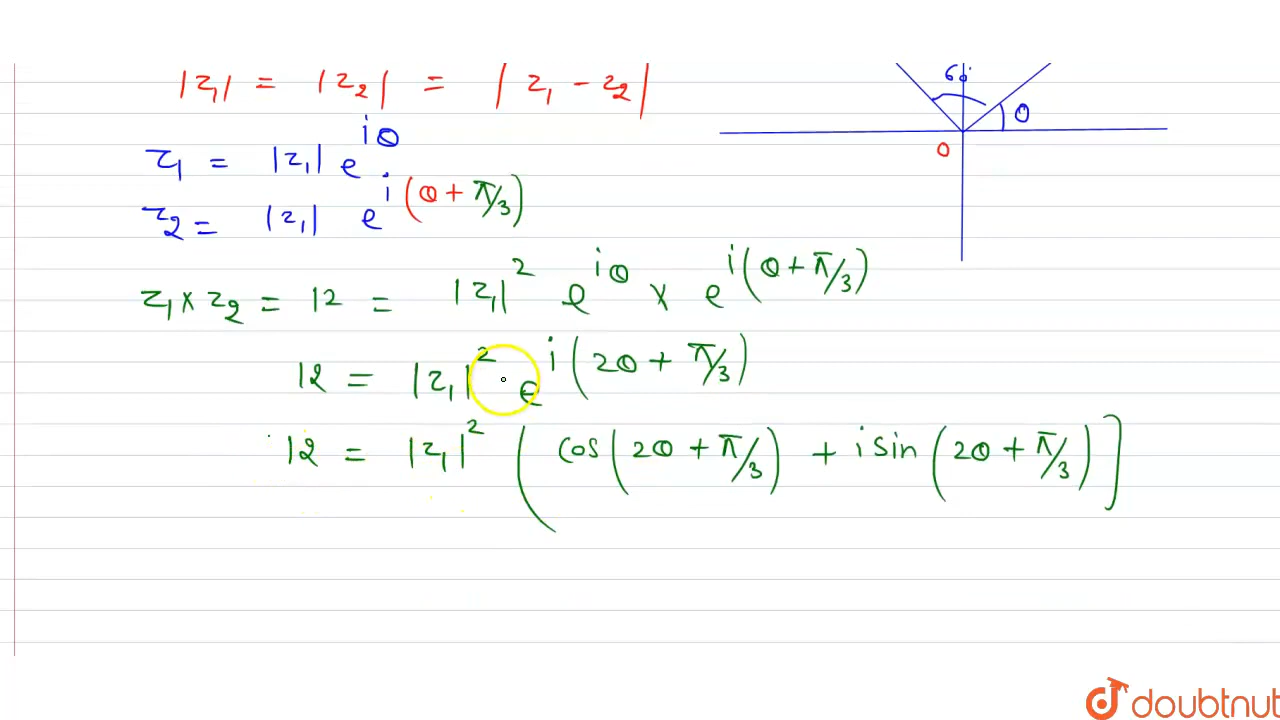 |z₁| = |z₂| = |z₁ - z₂|
60°
θ
O
z₁ = |z₁| e^{iθ}
z₂ = |z₁| e^{i(θ + π/3)}
z₁ × z₂ = 12 = |z₁|² e^{iθ} × e^{i(θ + π/3)}
12 = |z₁|² e^{i(2θ + π/3)}
12 = |z₁|² (cos(2θ + π/3) + i sin(2θ + π/3)]
doubtnut